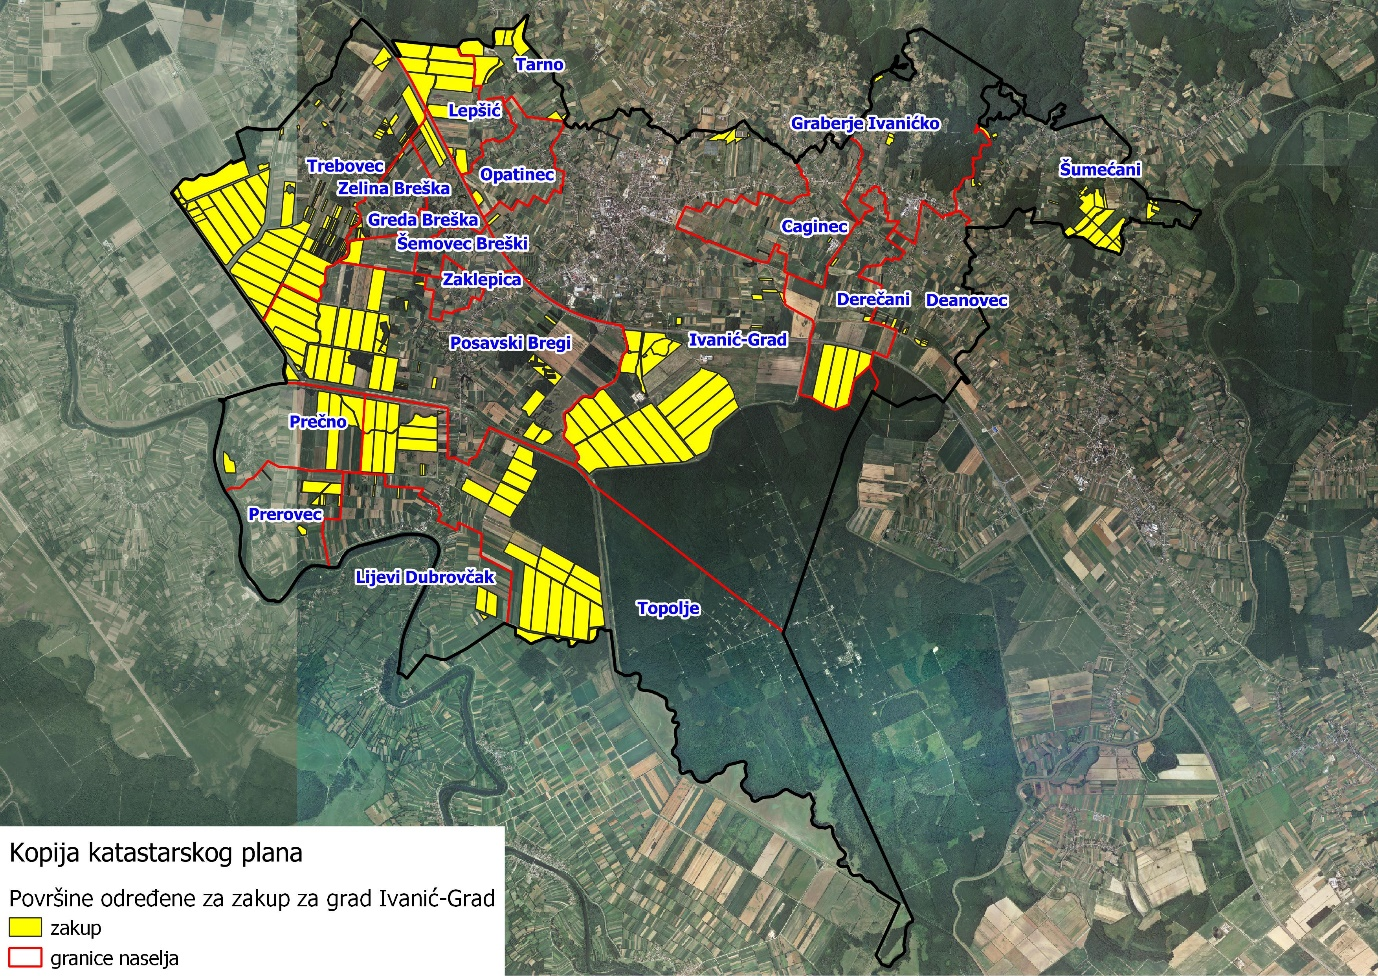 Tarno
Lepšić
Graberje Ivanićko
Trebovec
Opatinec
Šumećani
Zelina Breška
Greda Breška
Caginec
Šemovec Breški
Zaklepica
Derečani
Deanovec
Posavski Bregi
Ivanić-Grad
Prečno
Prerovec
Lijevi Dubrovčak
Topolje
Kopija katastarskog plana
Površine određene za zakup za grad Ivanić-Grad
zakup
granice naselja